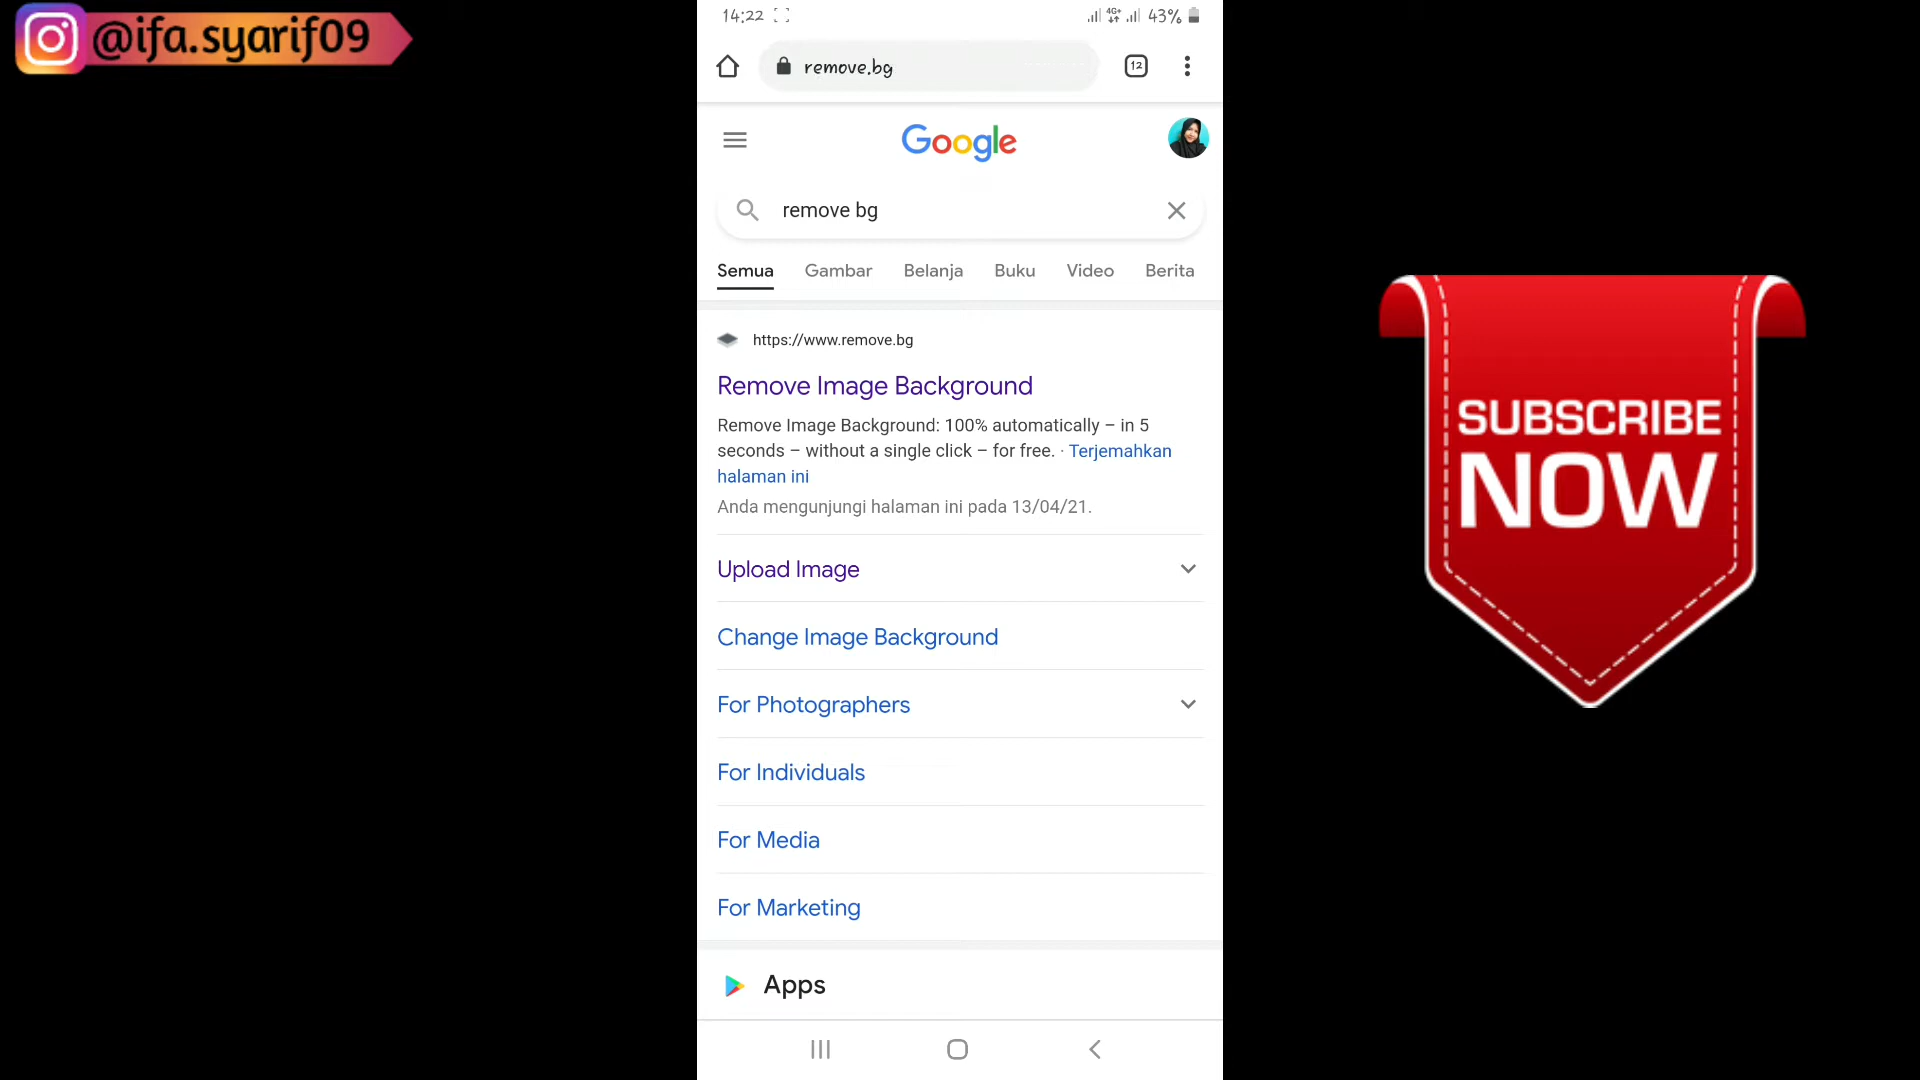 @ifa.syarif09
14:22
4G+
43%
remove.bg
12
Google
remove bg
Semua Gambar Belanja Buku Video Berita
https://www.remove.bg
Remove Image Background
Remove Image Background: 100% automatically – in 5
seconds – without a single click – for free. · Terjemahkan
halaman ini
Anda mengunjungi halaman ini pada 13/04/21.
Upload Image
Change Image Background
For Photographers
For Individuals
For Media
For Marketing
Apps
SUBSCRIBE
NOW